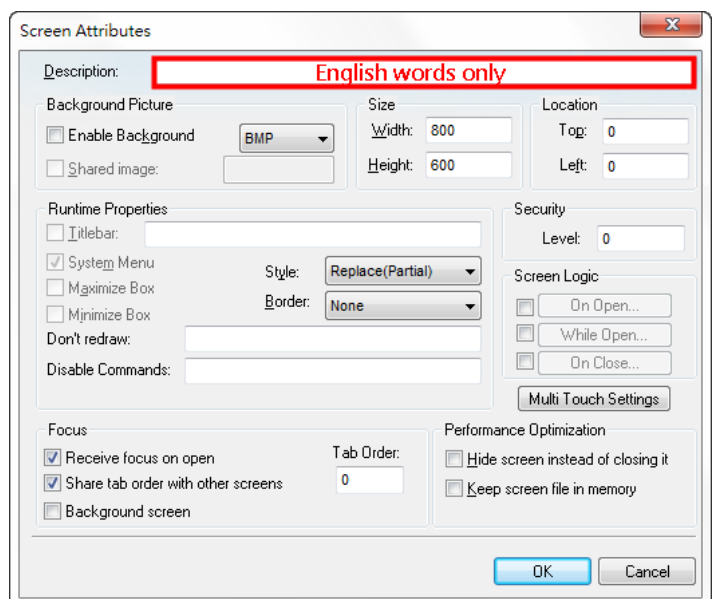 Screen Attributes
Description: English words only
Background Picture
Enable Background BMP
Shared image:
Size
Width: 800
Height: 600
Location
Top: 0
Left: 0
Runtime Properties
Titlebar:
System Menu
Maximize Box
Minimize Box
Style: Replace(Partial)
Border: None
Don't redraw:
Disable Commands:
Security
Level: 0
Screen Logic
On Open...
While Open...
On Close...
Multi Touch Settings
Focus
Receive focus on open
Share tab order with other screens
Background screen
Tab Order:
0
Performance Optimization
Hide screen instead of closing it
Keep screen file in memory
OK Cancel